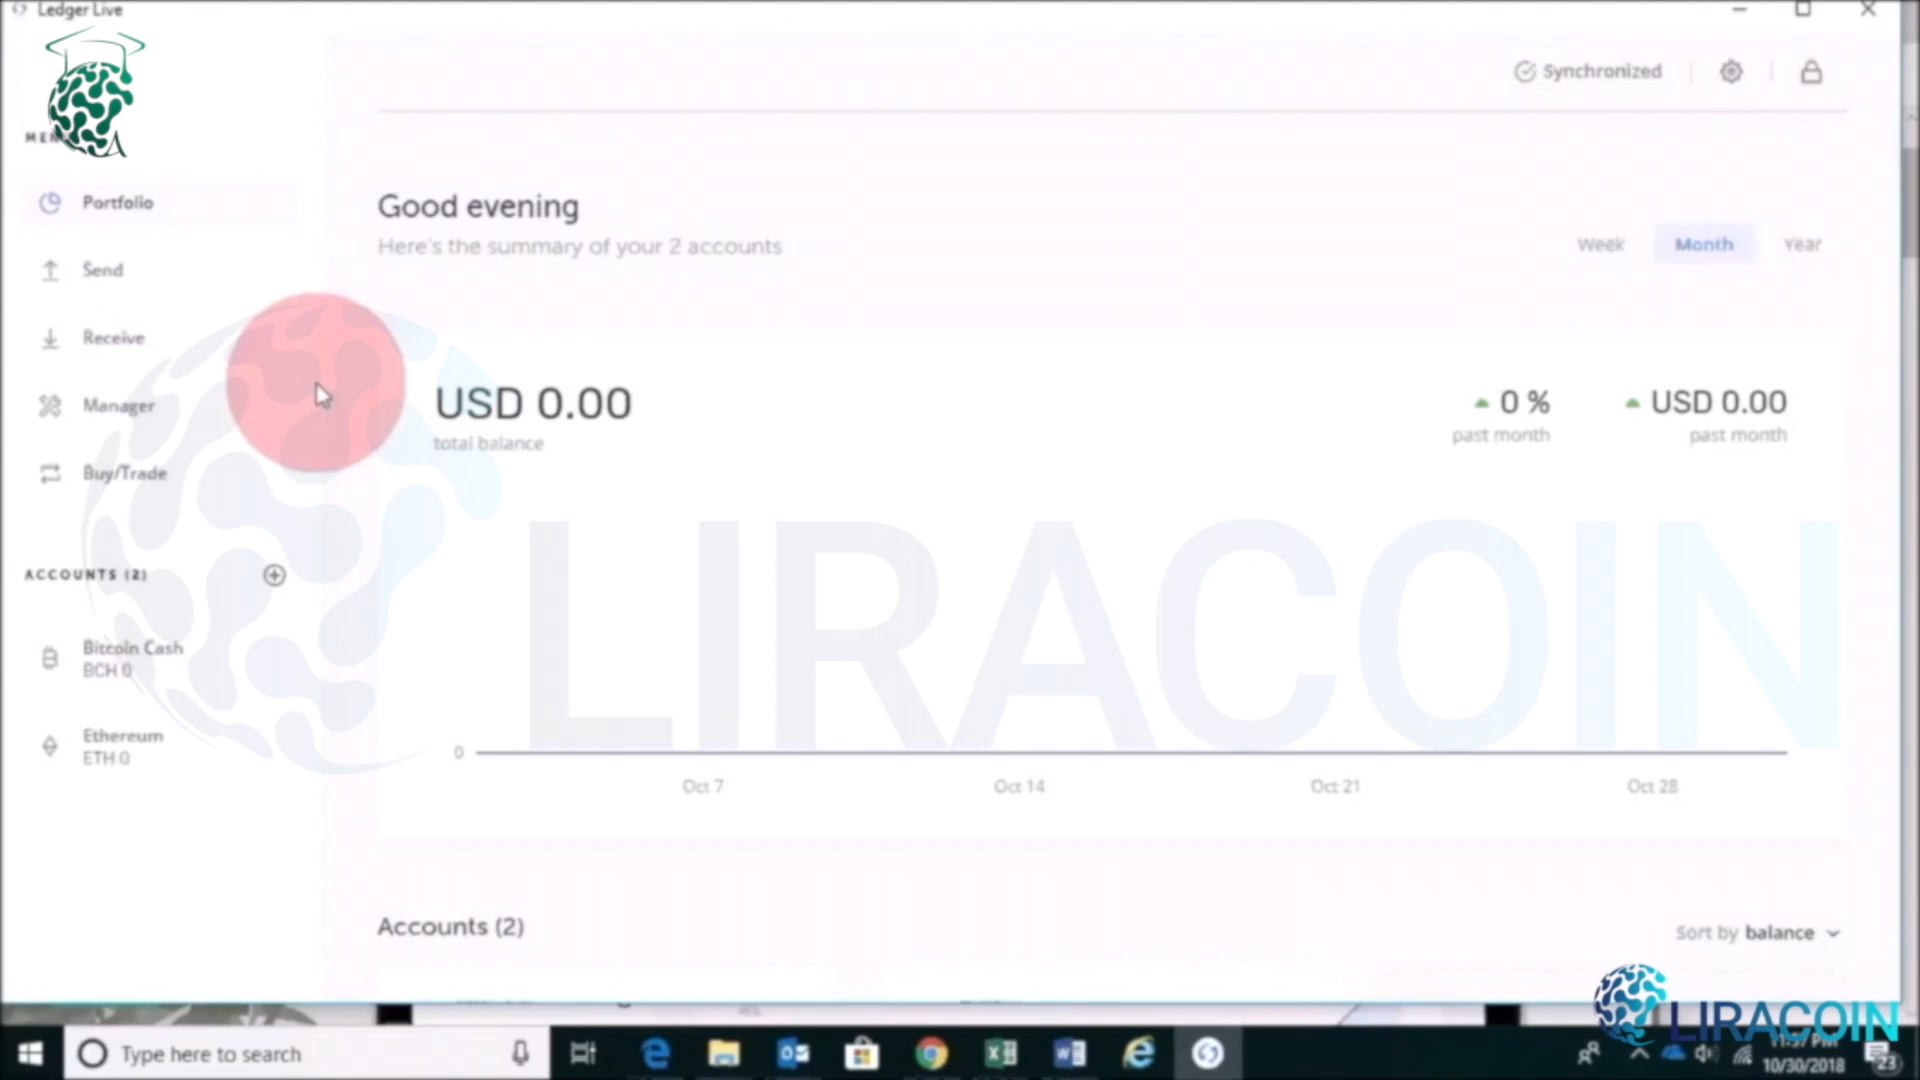 Ledger Live
Synchronized
Portfolio
Send
Receive
Manager
Buy/Trade
ACCOUNTS (2)
Bitcoin Cash
BCH 0
Ethereum
ETH 0
Good evening
Here's the summary of your 2 accounts
Week
Month
Year
USD 0.00
total balance
0 %
past month
USD 0.00
past month
LIRACOIN
0
Oct 7
Oct 14
Oct 21
Oct 28
Accounts (2)
Sort by balance
LIRACOIN
Type here to search
10/30/2018
23